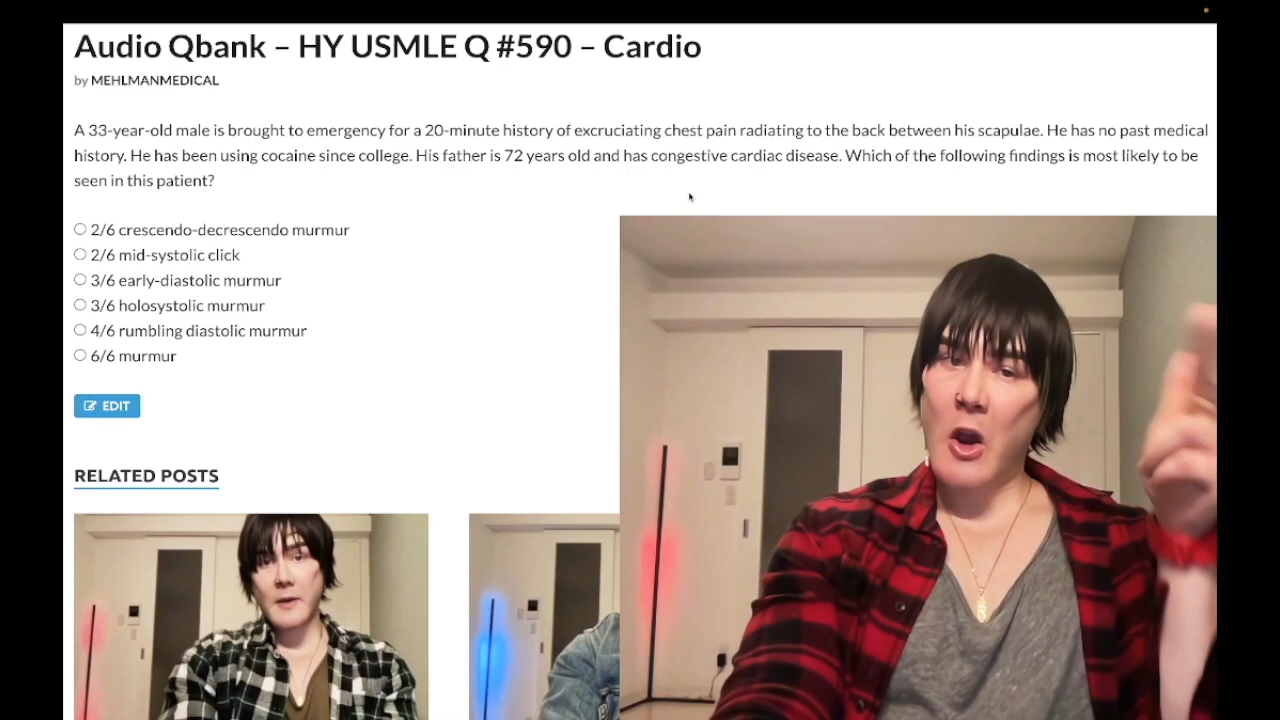 Audio Qbank – HY USMLE Q #590 – Cardio
by MEHLMANMEDICAL
A 33-year-old male is brought to emergency for a 20-minute history of excruciating chest pain radiating to the back between his scapulae. He has no past medical
history. He has been using cocaine since college. His father is 72 years old and has congestive cardiac disease. Which of the following findings is most likely to be
seen in this patient?
2/6 crescendo-decrescendo murmur
2/6 mid-systolic click
3/6 early-diastolic murmur
3/6 holosystolic murmur
4/6 rumbling diastolic murmur
6/6 murmur
EDIT
RELATED POSTS